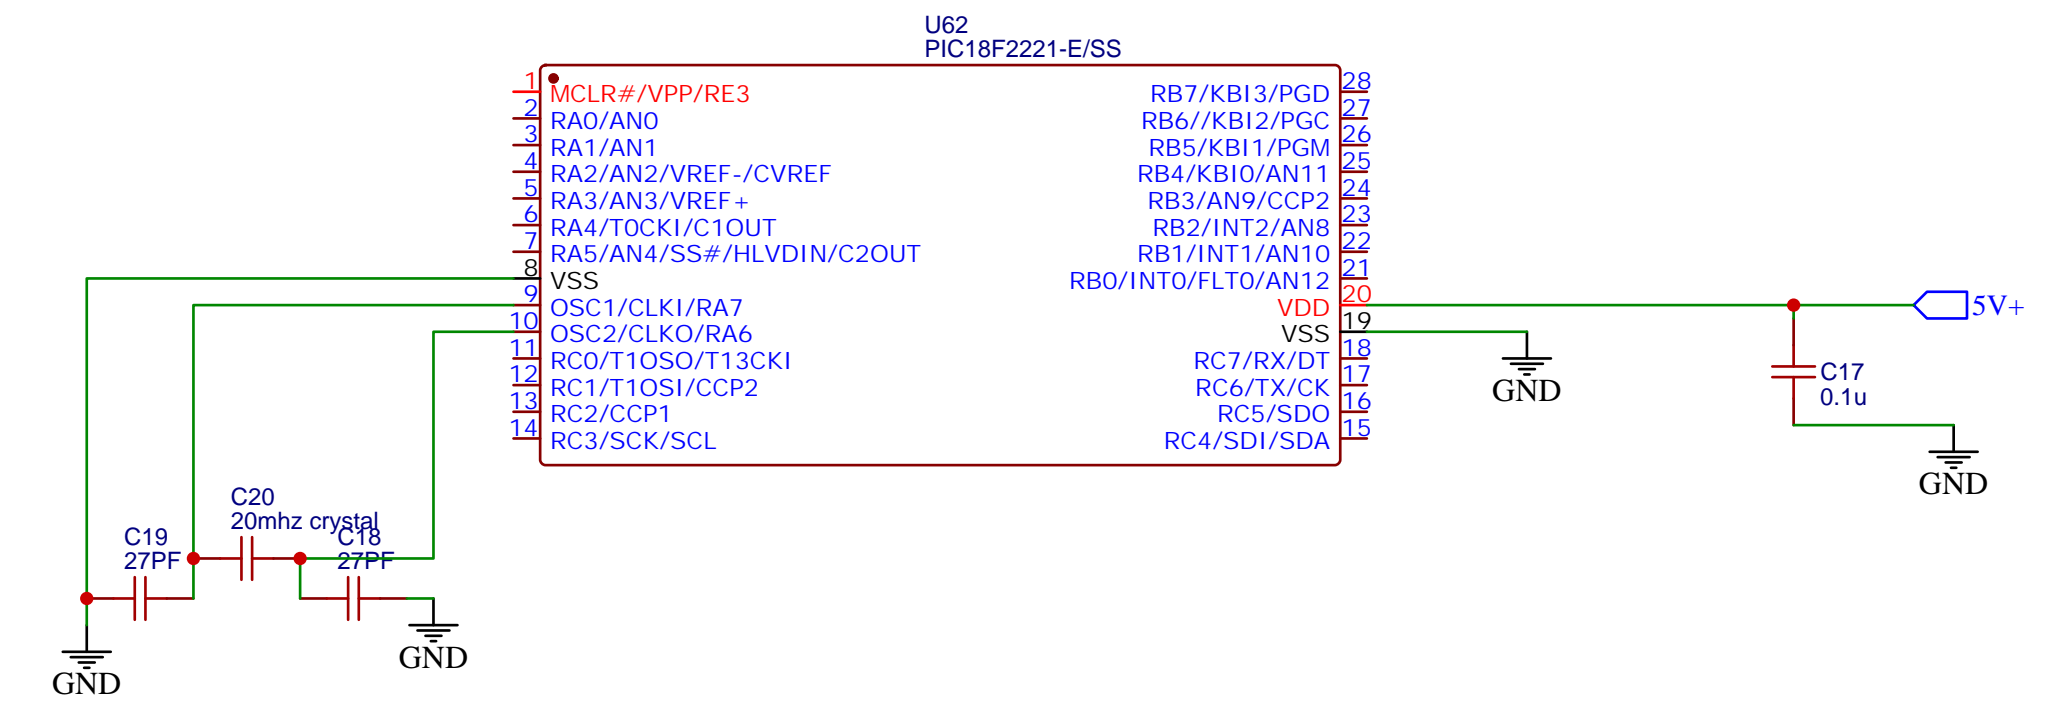 U62
PIC18F2221-E/SS
1 MCLR#/VPP/RE3
2 RA0/AN0
3 RA1/AN1
4 RA2/AN2/VREF-/CVREF
5 RA3/AN3/VREF+
6 RA4/T0CKI/C1OUT
7 RA5/AN4/SS#/HLVDIN/C2OUT
8 VSS
9 OSC1/CLKI/RA7
10 OSC2/CLKO/RA6
11 RC0/T1OSO/T13CKI
12 RC1/T1OSI/CCP2
13 RC2/CCP1
14 RC3/SCK/SCL
RB7/KBI3/PGD 28
RB6//KBI2/PGC 27
RB5/KBI1/PGM 26
RB4/KBI0/AN11 25
RB3/AN9/CCP2 24
RB2/INT2/AN8 23
RB1/INT1/AN10 22
RB0/INT0/FLT0/AN12 21
VDD 20
VSS 19
RC7/RX/DT 18
RC6/TX/CK 17
RC5/SDO 16
RC4/SDI/SDA 15
5V+
GND
C17
0.1u
GND
C20
20mhz crystal
C19
27PF
C18
27PF
GND
GND